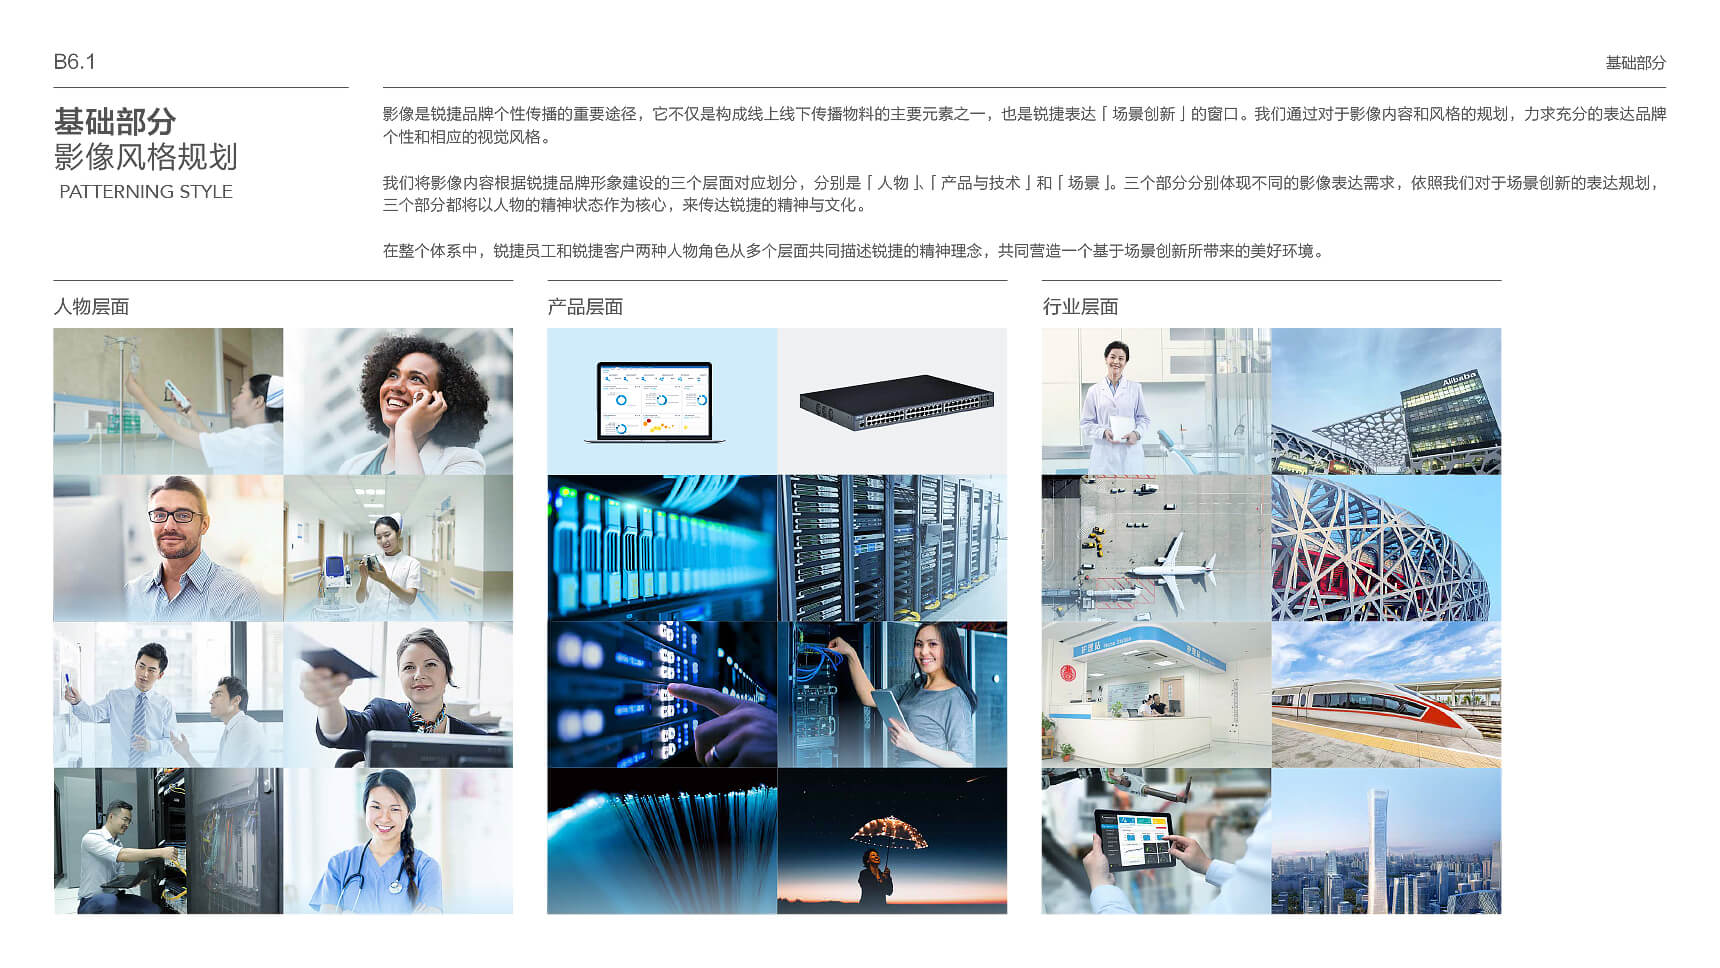 B6.1
基础部分
基础部分
影像风格规划
PATTERNING STYLE
影像是锐捷品牌个性传播的重要途径，它不仅是构成线上线下传播物料的主要元素之一，也是锐捷表达「场景创新」的窗口。我们通过对于影像内容和风格的规划，力求充分的表达品牌
个性和相应的视觉风格。
我们将影像内容根据锐捷品牌形象建设的三个层面对应划分，分别是「人物」、「产品与技术」和「场景」。三个部分分别体现不同的影像表达需求，依照我们对于场景创新的表达规划，
三个部分都将以人物的精神状态作为核心，来传达锐捷的精神与文化。
在整个体系中，锐捷员工和锐捷客户两种人物角色从多个层面共同描述锐捷的精神理念，共同营造一个基于场景创新所带来的美好环境。
人物层面
产品层面
行业层面
Alibaba
护理站
护理站